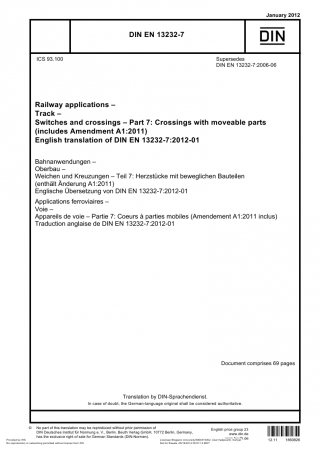 January 2012
DIN EN 13232-7
DIN
ICS 93.100
Supersedes
DIN EN 13232-7:2006-06
Railway applications –
Track –
Switches and crossings – Part 7: Crossings with moveable parts
(includes Amendment A1:2011)
English translation of DIN EN 13232-7:2012-01
Bahnanwendungen –
Oberbau –
Weichen und Kreuzungen – Teil 7: Herzstücke mit beweglichen Bauteilen
(enthält Änderung A1:2011)
Englische Übersetzung von DIN EN 13232-7:2012-01
Applications ferroviaires –
Voie –
Appareils de voie – Partie 7: Coeurs à parties mobiles (Amendement A1:2011 inclus)
Traduction anglaise de DIN EN 13232-7:2012-01
Document comprises 69 pages
Translation by DIN-Sprachendienst.
In case of doubt, the German-language original shall be considered authoritative.
© No part of this translation may be reproduced without prior permission of
DIN Deutsches Institut für Normung e. V., Berlin. Beuth Verlag GmbH, 10772 Berlin, Germany,
has the exclusive right of sale for German Standards (DIN-Normen).
English price group 23
www.din.de